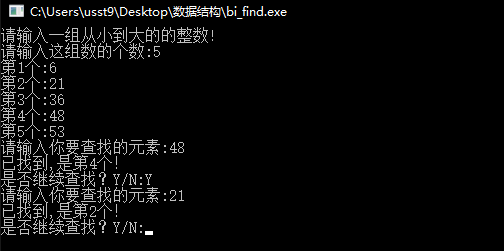 C:\Users\usst9\Desktop\数据结构\bi_find.exe
请输入一组从小到大的的整数!
请输入这组数的个数:5
第1个:6
第2个:21
第3个:36
第4个:48
第5个:53
请输入你要查找的元素:48
已找到,是第4个!
是否继续查找？Y/N:Y
请输入你要查找的元素:21
已找到,是第2个!
是否继续查找？Y/N: